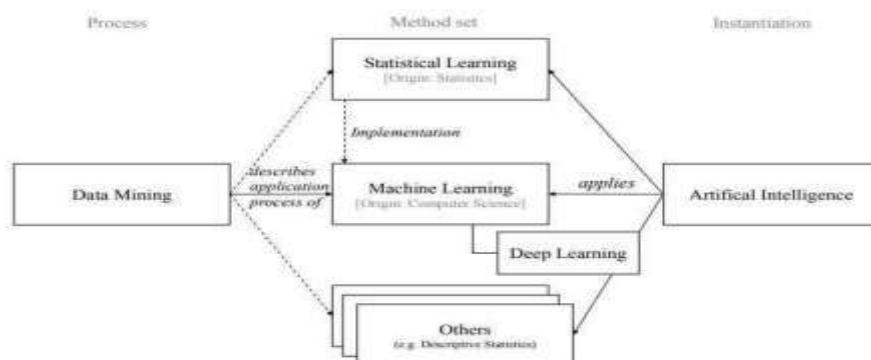 Process
Method set
Instantiation
Statistical Learning
[Origin: Statistics]
Implementation
describes
application
process of
Data Mining
Machine Learning
[Origin: Computer Science]
applies
Artifical Intelligence
Deep Learning
Others
(e.g. Descriptive Statistics)